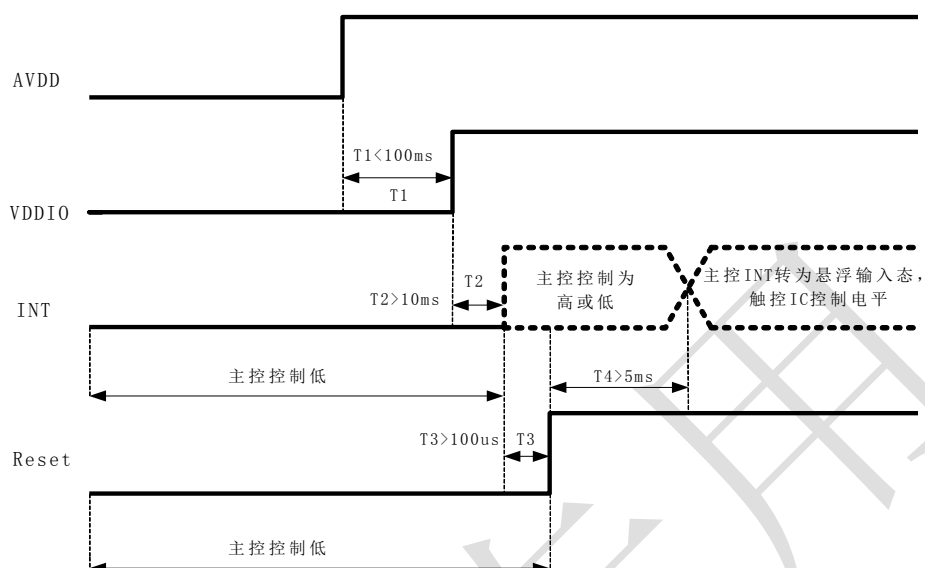 AVDD
T1<100ms
T1
VDDIO
T2
T2>10ms
主控控制为
高或低
主控INT转为悬浮输入态，
触控IC控制电平
INT
主控控制低
T4>5ms
T3>100us
T3
Reset
主控控制低
用